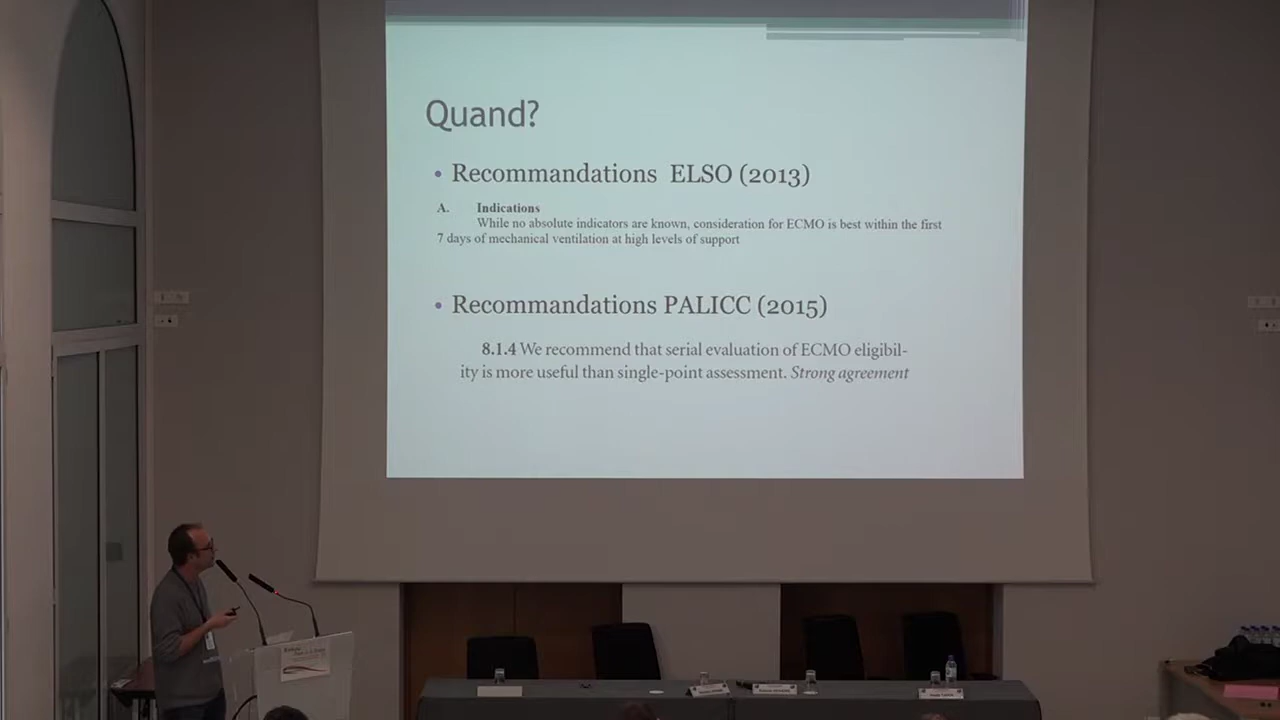 Quand?
• Recommandations ELSO (2013)
A. Indications
While no absolute indicators are known, consideration for ECMO is best within the first
7 days of mechanical ventilation at high levels of support
• Recommandations PALICC (2015)
8.1.4 We recommend that serial evaluation of ECMO eligibil-
ity is more useful than single-point assessment. Strong agreement